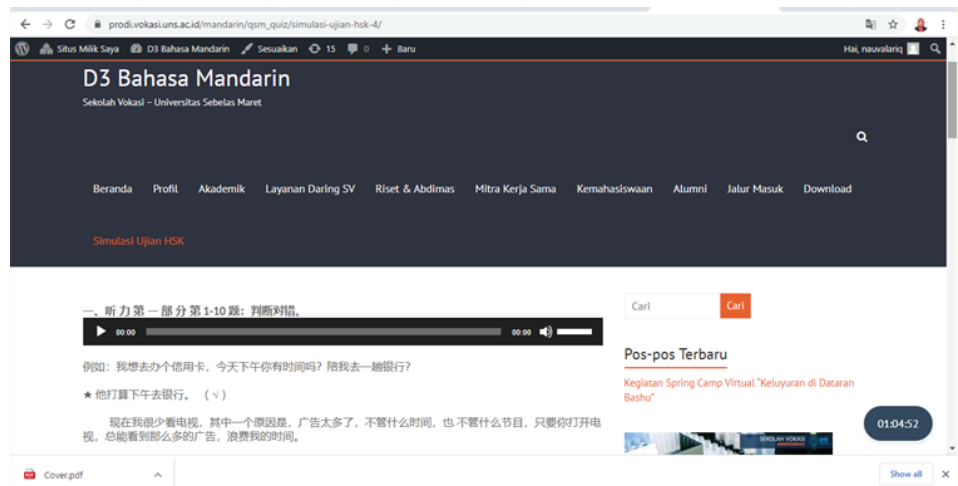 prodi.vokasi.uns.ac.id/mandarin/qsm_quiz/simulasi-ujian-hsk-4/
Situs Milik Saya D3 Bahasa Mandarin Sesuaikan 15 0 + Baru Hai, nauvalariq
D3 Bahasa Mandarin
Sekolah Vokasi – Universitas Sebelas Maret
Beranda Profil Akademik Layanan Daring SV Riset & Abdimas Mitra Kerja Sama Kemahasiswaan Alumni Jalur Masuk Download
Simulasi Ujian HSK
一、听 力 第 一 部 分 第 1-10 题：判断对错。
00:00 00:00
例如：我想去办个信用卡，今天下午你有时间吗？陪我去一趟银行？
★ 他打算下午去银行。 （ √ ）
现在我很少看电视，其中一个原因是，广告太多了，不管什么时间，也 不管什么节目，只要你打开电
视，总能看到那么多的广告，浪费我的时间。
Cari Cari
Pos-pos Terbaru
Kegiatan Spring Camp Virtual "Keluyuran di Dataran
Bashu"
SEKOLAH VOKASI
01:04:52
Cover.pdf Show all